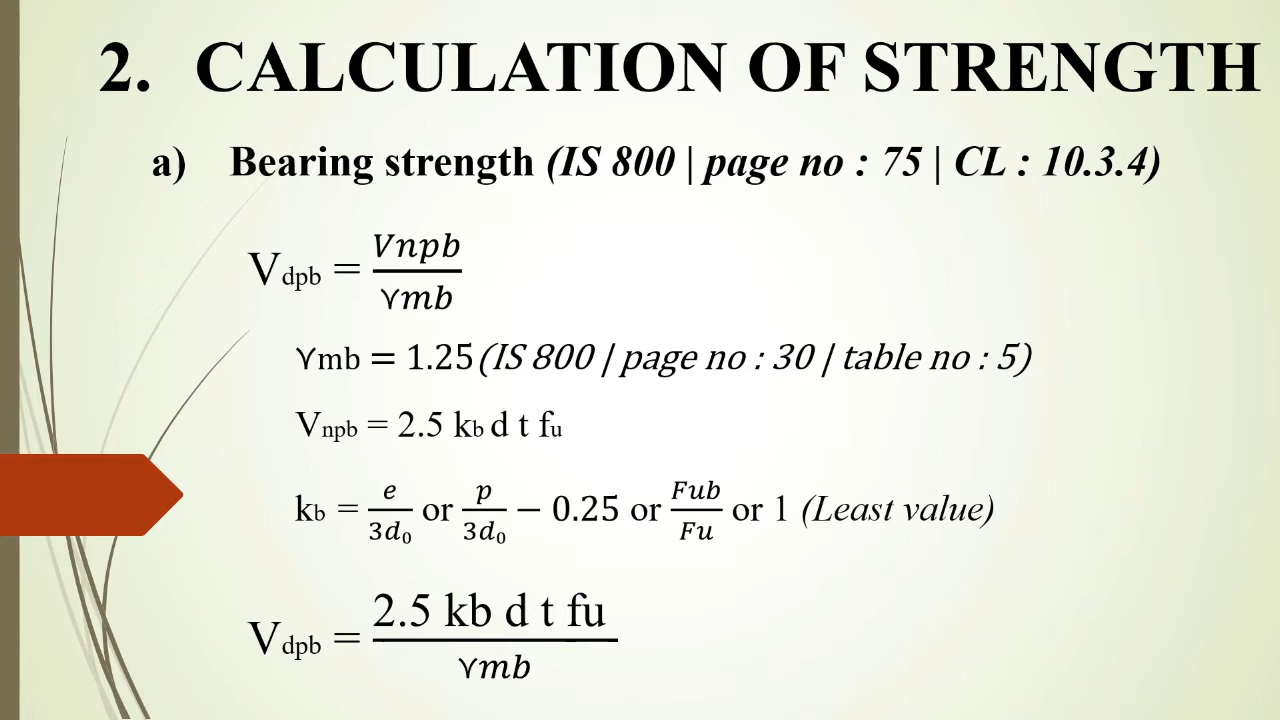 2. CALCULATION OF STRENGTH
a) Bearing strength (IS 800 | page no : 75 | CL : 10.3.4)
Vdpb = Vnpb / ϒmb
ϒmb = 1.25 (IS 800 | page no : 30 | table no : 5)
Vnpb = 2.5 kb d t fu
kb = e / 3d₀ or p / 3d₀ − 0.25 or Fub / Fu or 1 (Least value)
Vdpb = 2.5 kb d t fu / ϒmb